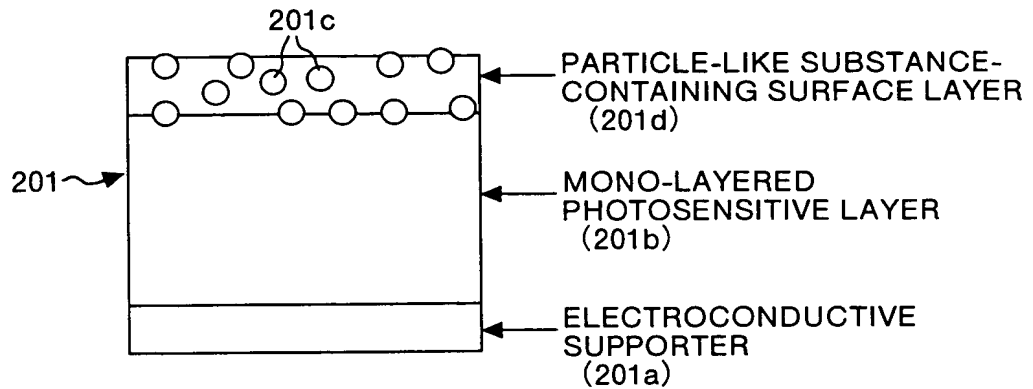 201c
PARTICLE-LIKE SUBSTANCE-
CONTAINING SURFACE LAYER
(201d)
201
MONO-LAYERED
PHOTOSENSITIVE LAYER
(201b)
ELECTROCONDUCTIVE
SUPPORTER
(201a)